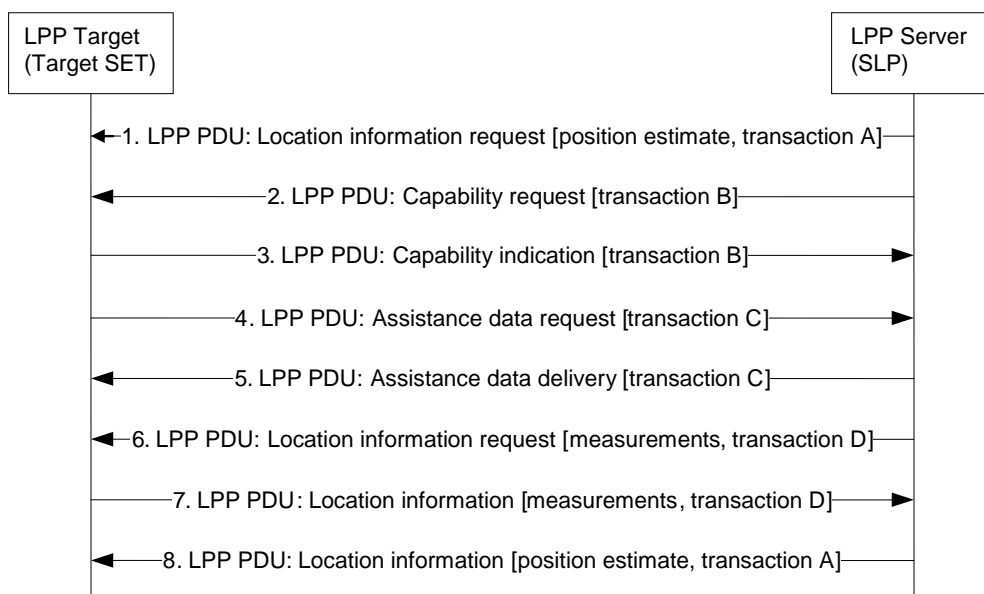 LPP Target
(Target SET)
LPP Server
(SLP)
1. LPP PDU: Location information request [position estimate, transaction A]
2. LPP PDU: Capability request [transaction B]
3. LPP PDU: Capability indication [transaction B]
4. LPP PDU: Assistance data request [transaction C]
5. LPP PDU: Assistance data delivery [transaction C]
6. LPP PDU: Location information request [measurements, transaction D]
7. LPP PDU: Location information [measurements, transaction D]
8. LPP PDU: Location information [position estimate, transaction A]